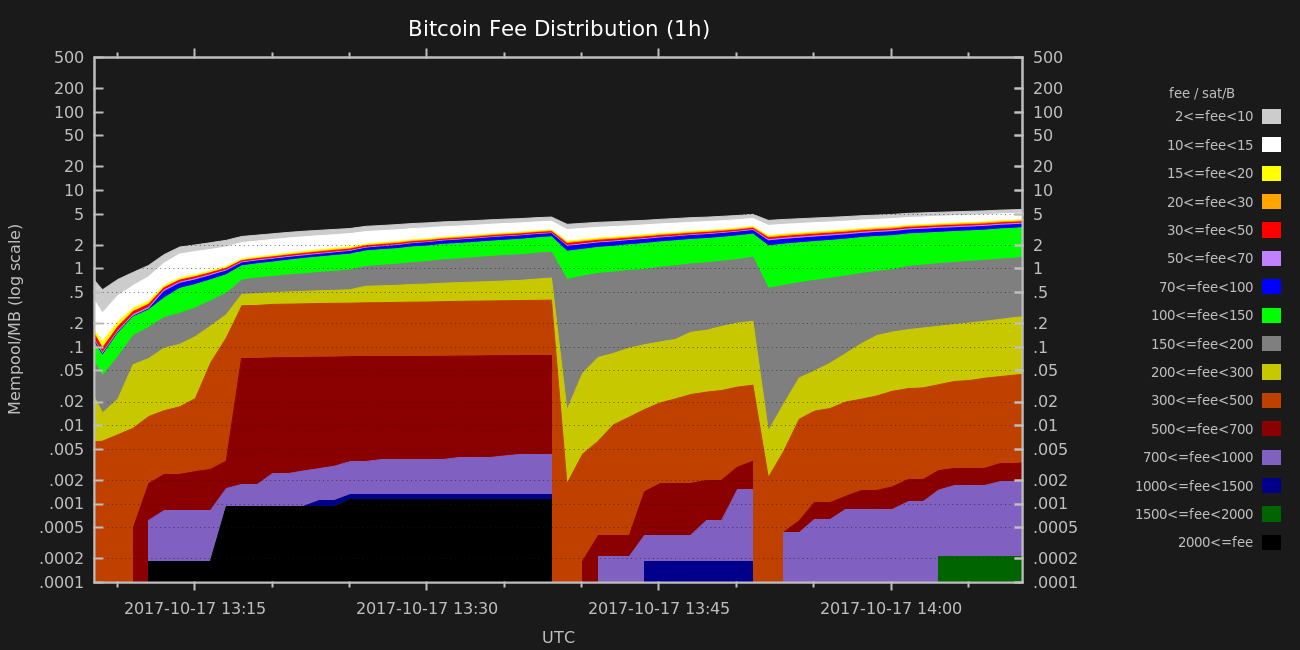 Bitcoin Fee Distribution (1h)
500
200
100
50
20
10
5
2
1
.5
.2
.1
.05
.02
.01
.005
.002
.001
.0005
.0002
.0001
Mempool/MB (log scale)
500
200
100
50
20
10
5
2
1
.5
.2
.1
.05
.02
.01
.005
.002
.001
.0005
.0002
.0001
2017-10-17 13:15
2017-10-17 13:30
2017-10-17 13:45
2017-10-17 14:00
UTC
fee / sat/B
2<=fee<10
10<=fee<15
15<=fee<20
20<=fee<30
30<=fee<50
50<=fee<70
70<=fee<100
100<=fee<150
150<=fee<200
200<=fee<300
300<=fee<500
500<=fee<700
700<=fee<1000
1000<=fee<1500
1500<=fee<2000
2000<=fee